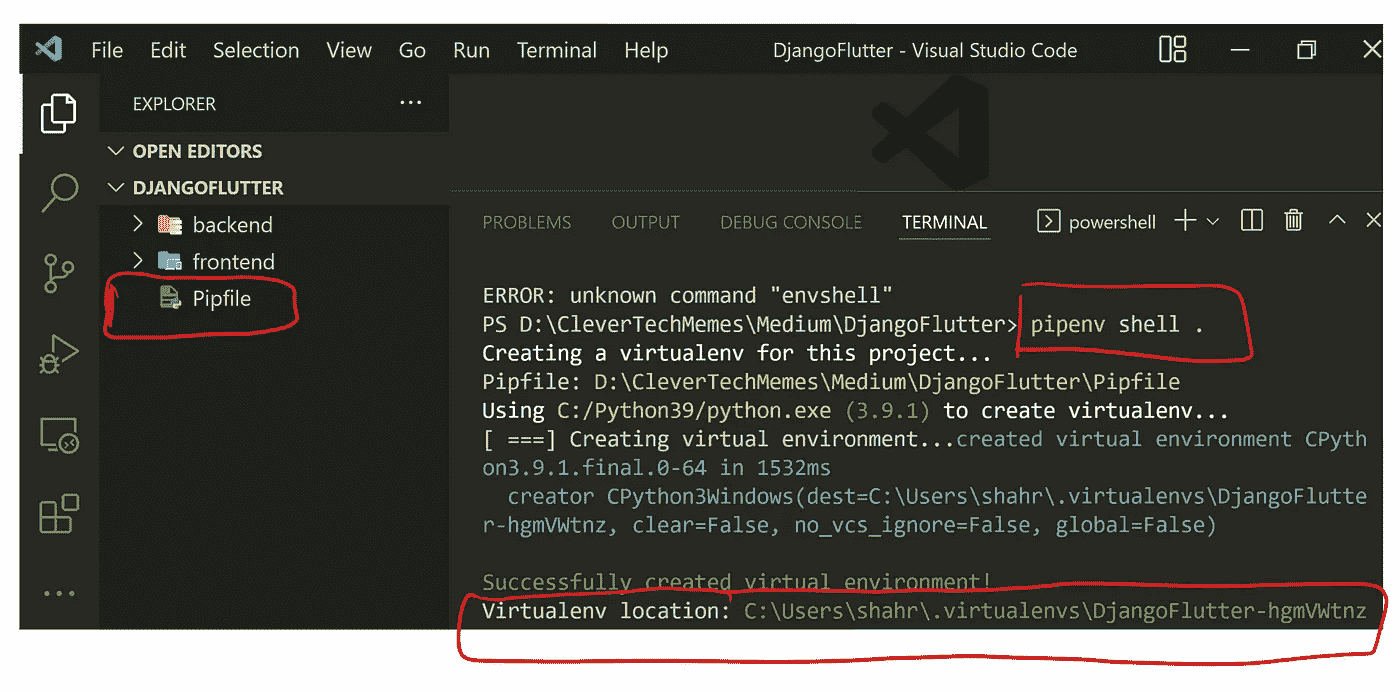 File Edit Selection View Go Run Terminal Help DjangoFlutter - Visual Studio Code
EXPLORER ...
OPEN EDITORS
DJANGOFLUTTER
backend
frontend
Pipfile
PROBLEMS OUTPUT DEBUG CONSOLE TERMINAL powershell
ERROR: unknown command "envshell"
PS D:\CleverTechMemes\Medium\DjangoFlutter> pipenv shell .
Creating a virtualenv for this project...
Pipfile: D:\CleverTechMemes\Medium\DjangoFlutter\Pipfile
Using C:/Python39/python.exe (3.9.1) to create virtualenv...
[ ===] Creating virtual environment...created virtual environment CPyth
on3.9.1.final.0-64 in 1532ms
creator CPython3Windows(dest=C:\Users\shahr\.virtualenvs\DjangoFlutte
r-hgmVWtnz, clear=False, no_vcs_ignore=False, global=False)
Successfully created virtual environment!
Virtualenv location: C:\Users\shahr\.virtualenvs\DjangoFlutter-hgmVWtnz